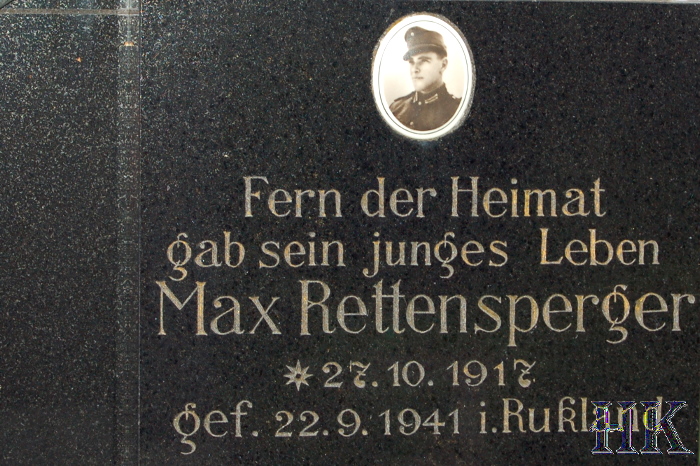 Fern der Heimat
gab sein junges Leben
Max Rettensperger
✴ 27.10.1917
gef. 22.9.1941 i. Rußland
HK